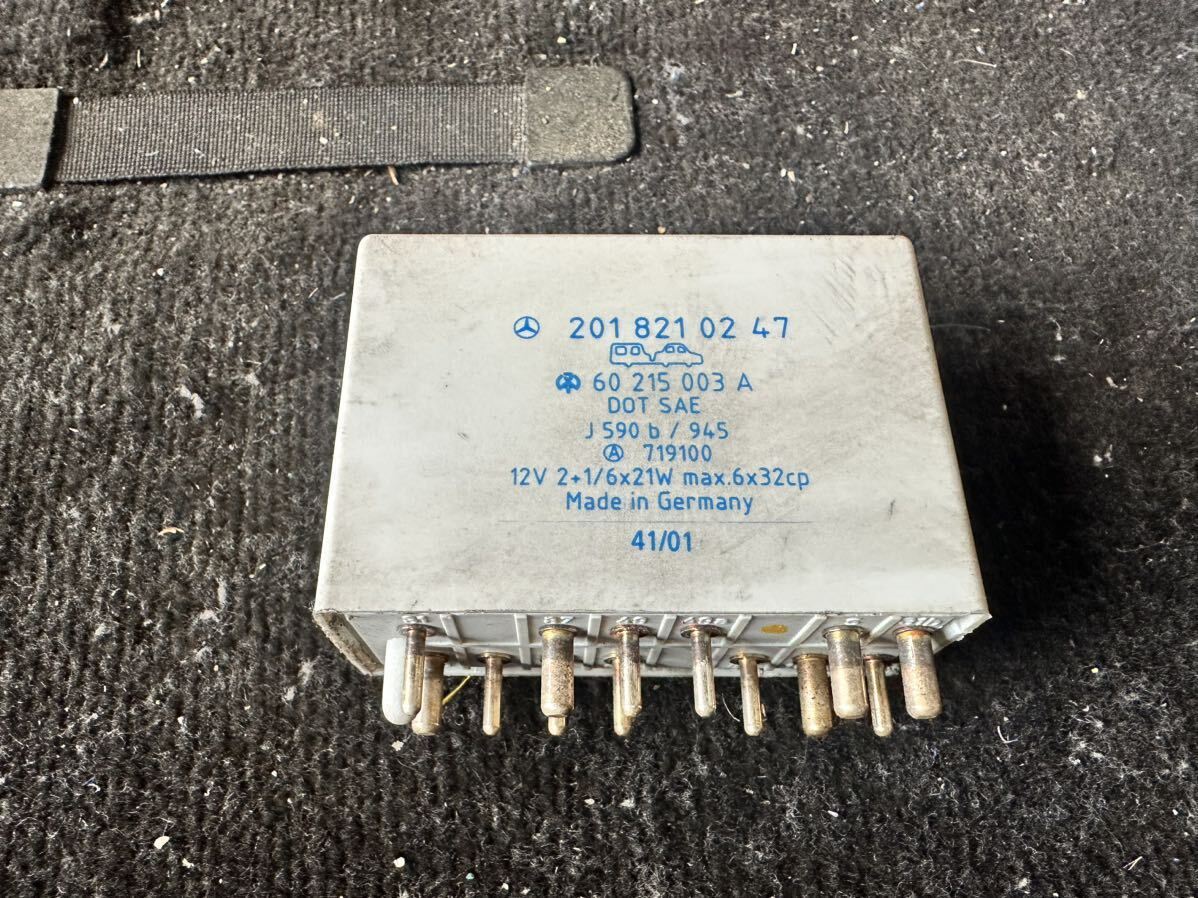 201 821 02 47
60 215 003 A
DOT SAE
J 590 b / 945
A 719100
12V 2+1/6x21W max.6x32cp
Made in Germany
41/01